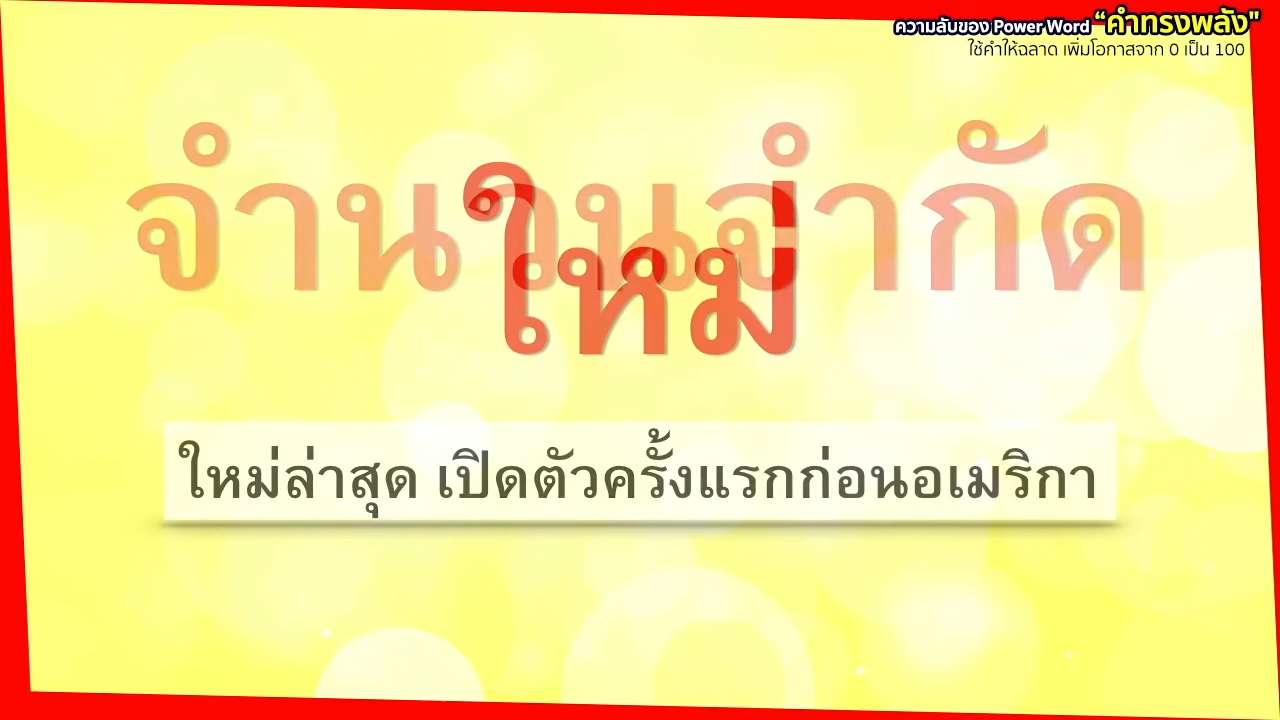 ความลับของ Power Word “คำทรงพลัง"
ใช้คำให้ฉลาด เพิ่มโอกาสจาก 0 เป็น 100
จำนวนจำกัด
ใหม่
ใหม่ล่าสุด เปิดตัวครั้งแรกก่อนอเมริกา